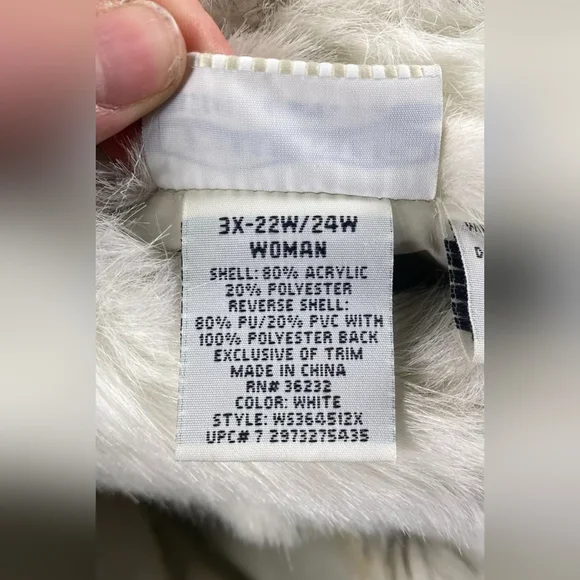 3X-22W/24W
WOMAN
SHELL: 80% ACRYLIC
20% POLYESTER
REVERSE SHELL:
80% PU/20% PVC WITH
100% POLYESTER BACK
EXCLUSIVE OF TRIM
MADE IN CHINA
RN# 36232
COLOR: WHITE
STYLE: WS364512X
UPC# 7 2973275435